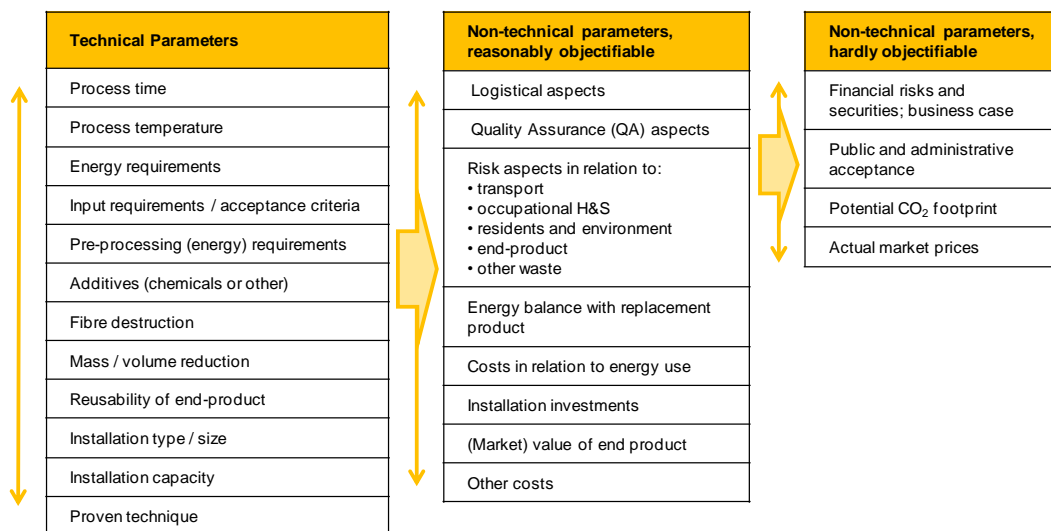 Technical Parameters
Process time
Process temperature
Energy requirements
Input requirements / acceptance criteria
Pre-processing (energy) requirements
Additives (chemicals or other)
Fibre destruction
Mass / volume reduction
Reusability of end-product
Installation type / size
Installation capacity
Proven technique
Non-technical parameters,
reasonably objectifiable
Logistical aspects
Quality Assurance (QA) aspects
Risk aspects in relation to:
• transport
• occupational H&S
• residents and environment
• end-product
• other waste
Energy balance with replacement
product
Costs in relation to energy use
Installation investments
(Market) value of end product
Other costs
Non-technical parameters,
hardly objectifiable
Financial risks and
securities; business case
Public and administrative
acceptance
Potential CO₂ footprint
Actual market prices